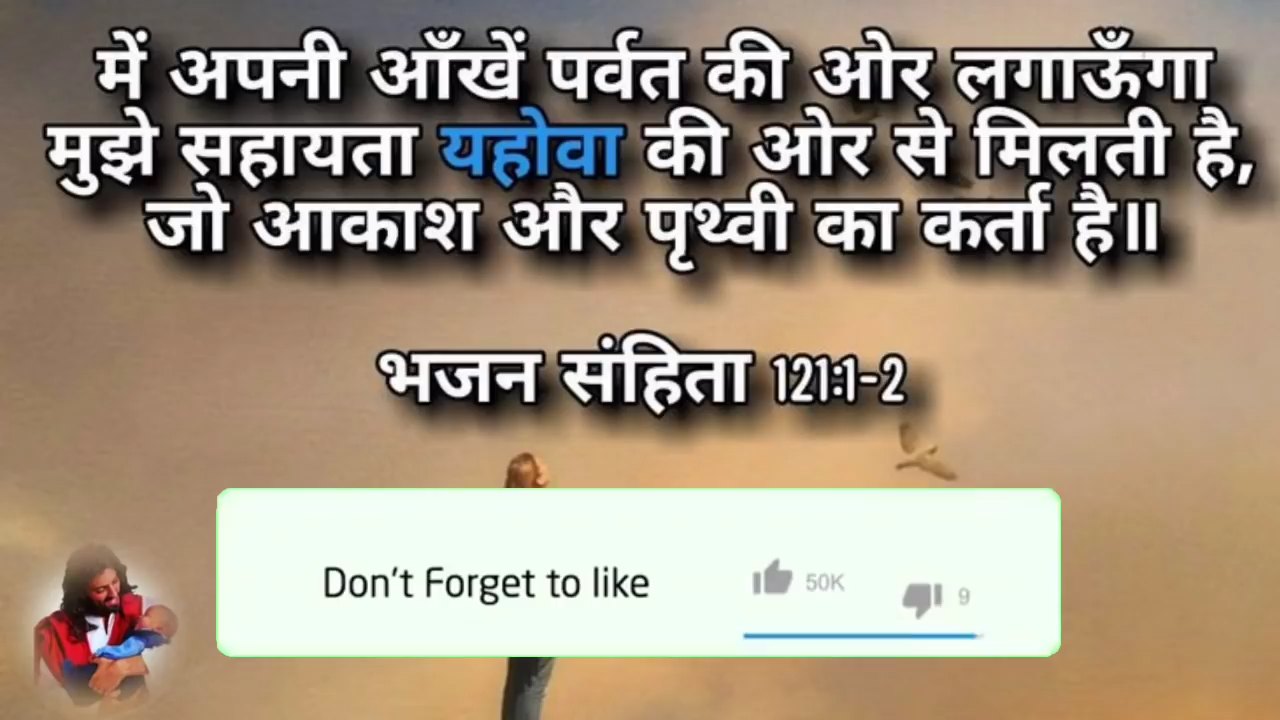 में अपनी आँखें पर्वत की ओर लगाऊँगा
मुझे सहायता यहोवा की ओर से मिलती है,
जो आकाश और पृथ्वी का कर्ता है॥
भजन संहिता 121:1-2
Don't Forget to like
50K
9